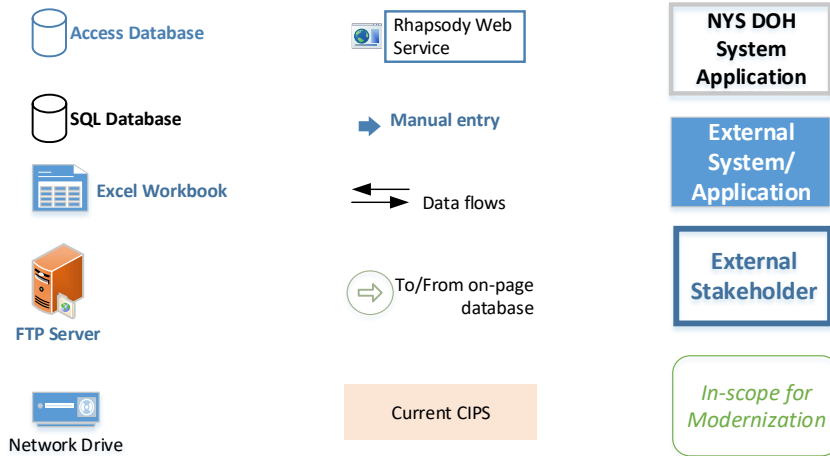 Access Database
SQL Database
Excel Workbook
FTP Server
Network Drive
Rhapsody Web
Service
Manual entry
Data flows
To/From on-page
database
Current CIPS
NYS DOH
System
Application
External
System/
Application
External
Stakeholder
In-scope for
Modernization